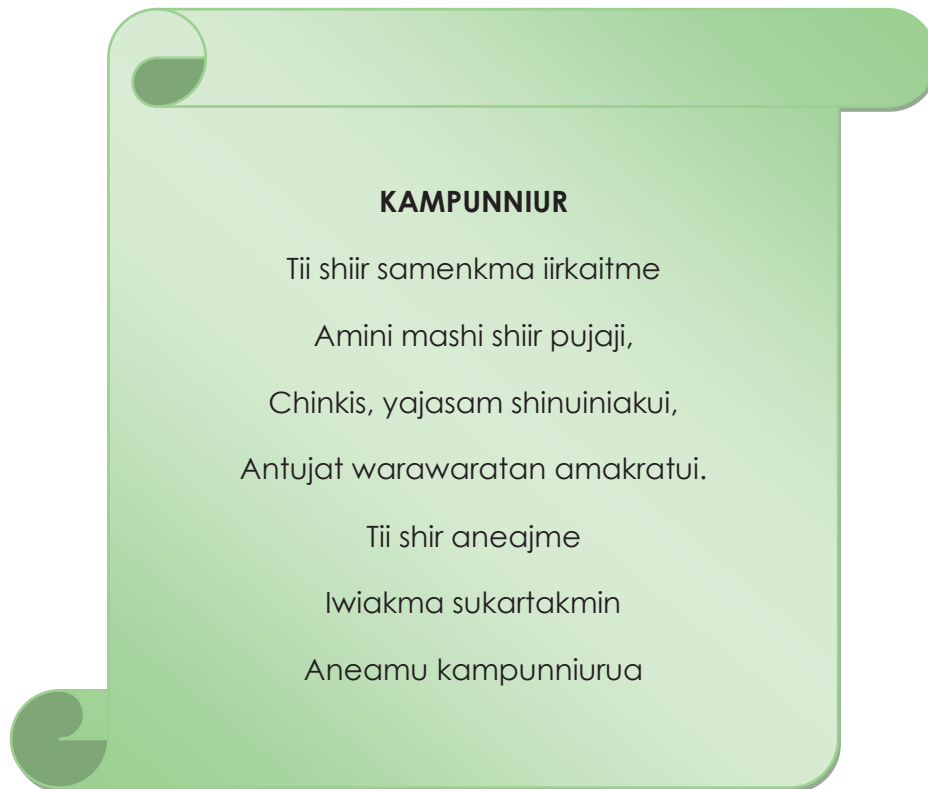 KAMPUNNIUR
Tii shiir samenkma iirkaitme
Amini mashi shiir pujaji,
Chinkis, yajasam shinuiniakui,
Antujat warawaratan amakratui.
Tii shir aneajme
Iwiakma sukartakmin
Aneamu kampunniurua